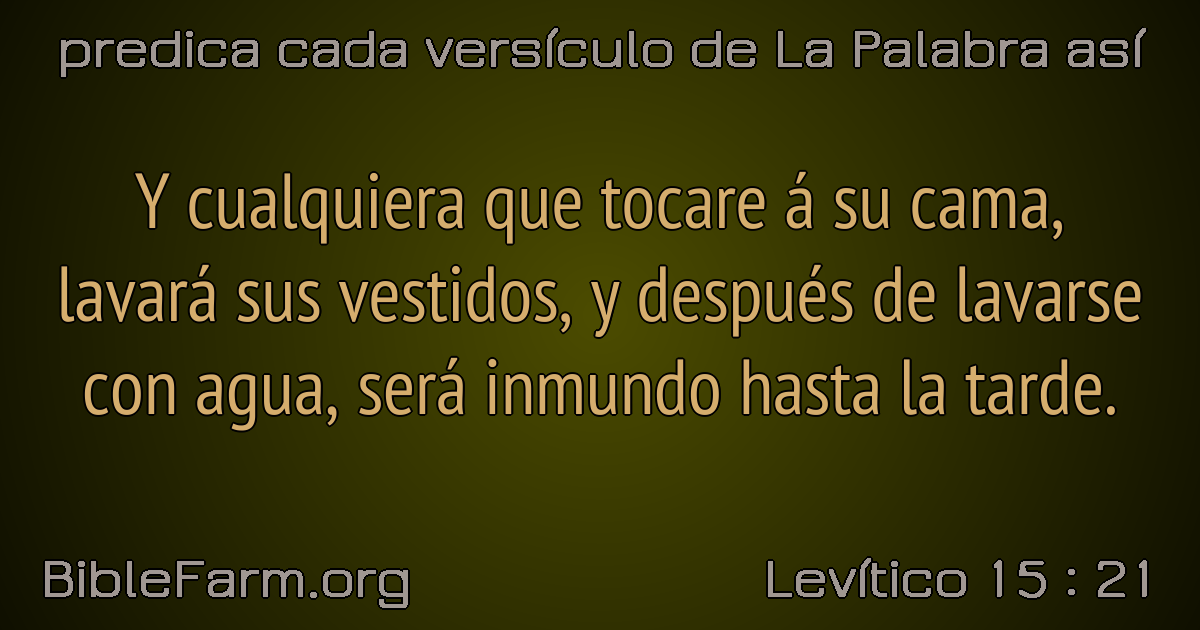 predica cada versículo de La Palabra así
Y cualquiera que tocare á su cama,
lavará sus vestidos, y después de lavarse
con agua, será inmundo hasta la tarde.
BibleFarm.org
Levítico 15 : 21